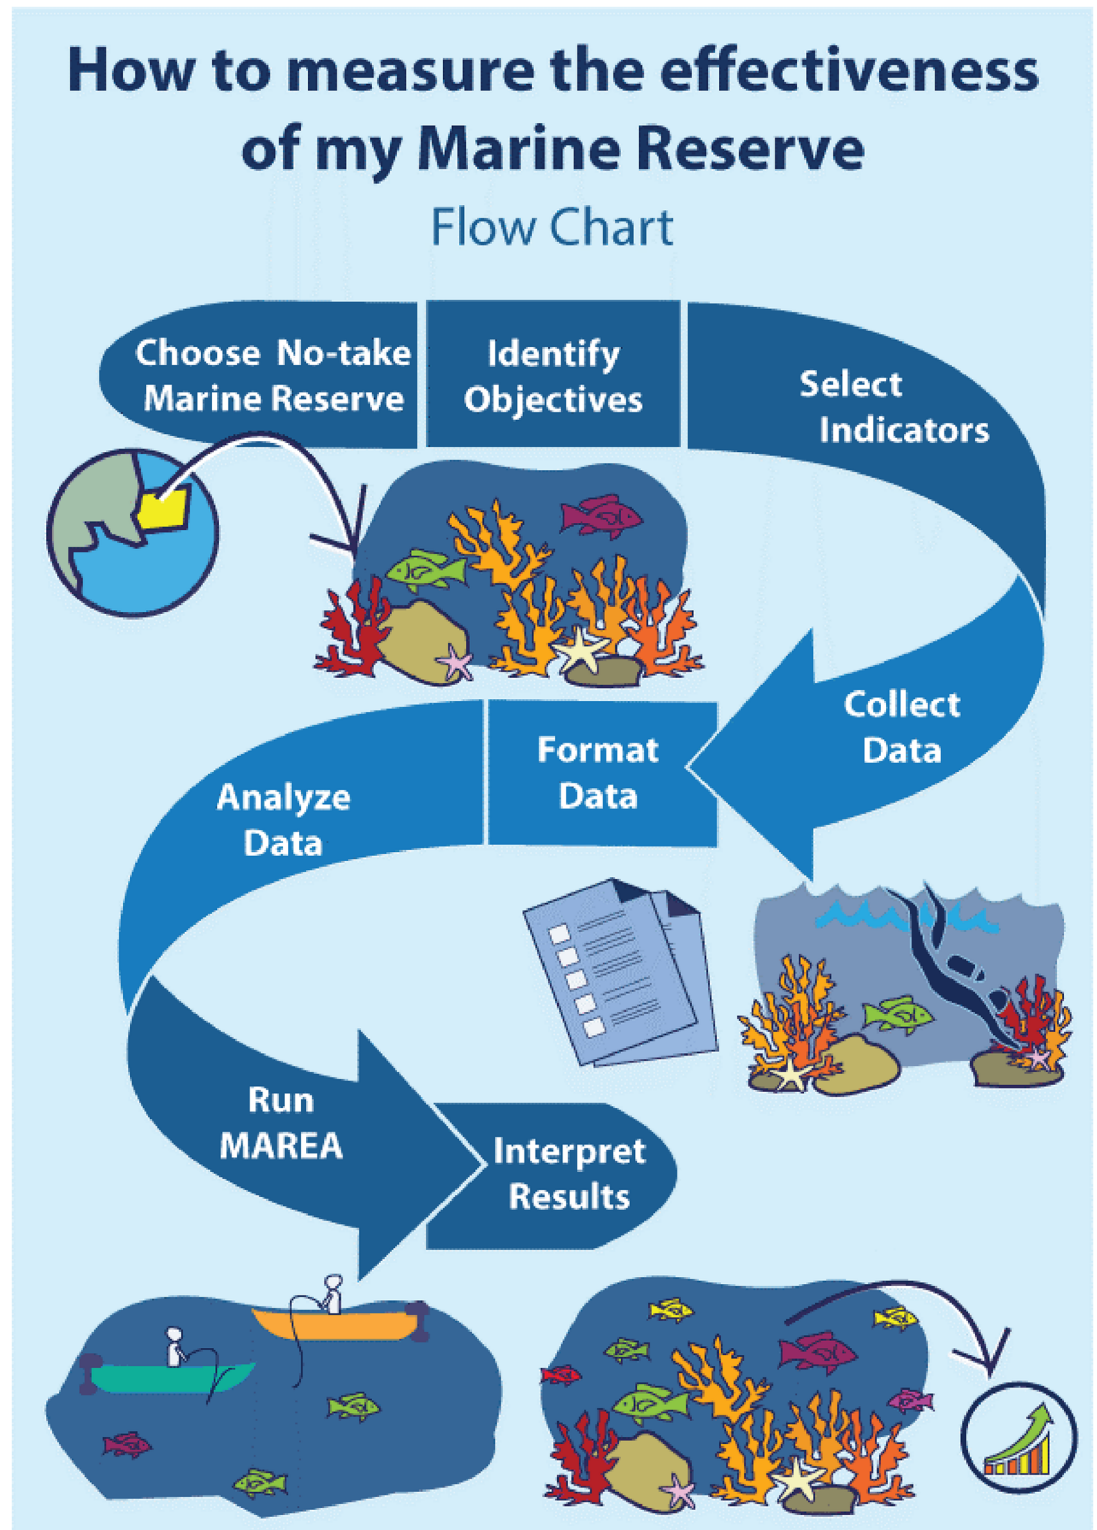 How to measure the effectiveness
of my Marine Reserve
Flow Chart
Choose No-take
Marine Reserve
Identify
Objectives
Select
Indicators
Collect
Data
Format
Data
Analyze
Data
Run
MAREA
Interpret
Results